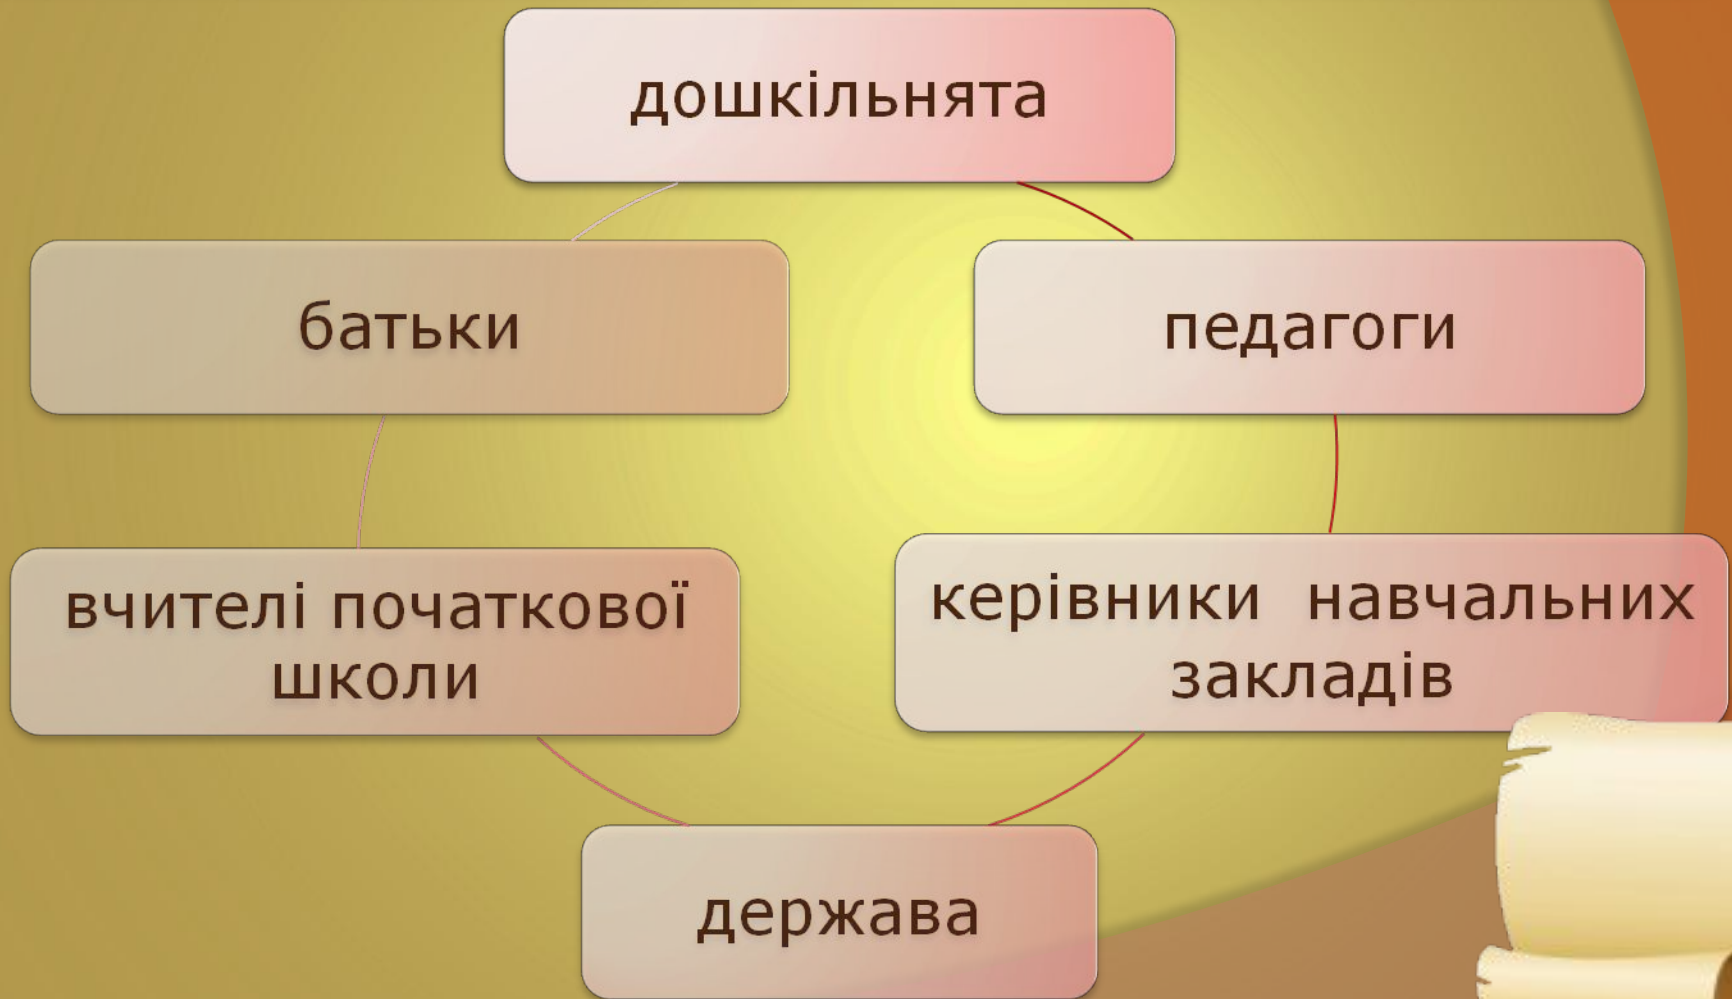 дошкільнята
батьки
педагоги
вчителі початкової
школи
керівники навчальних
закладів
держава